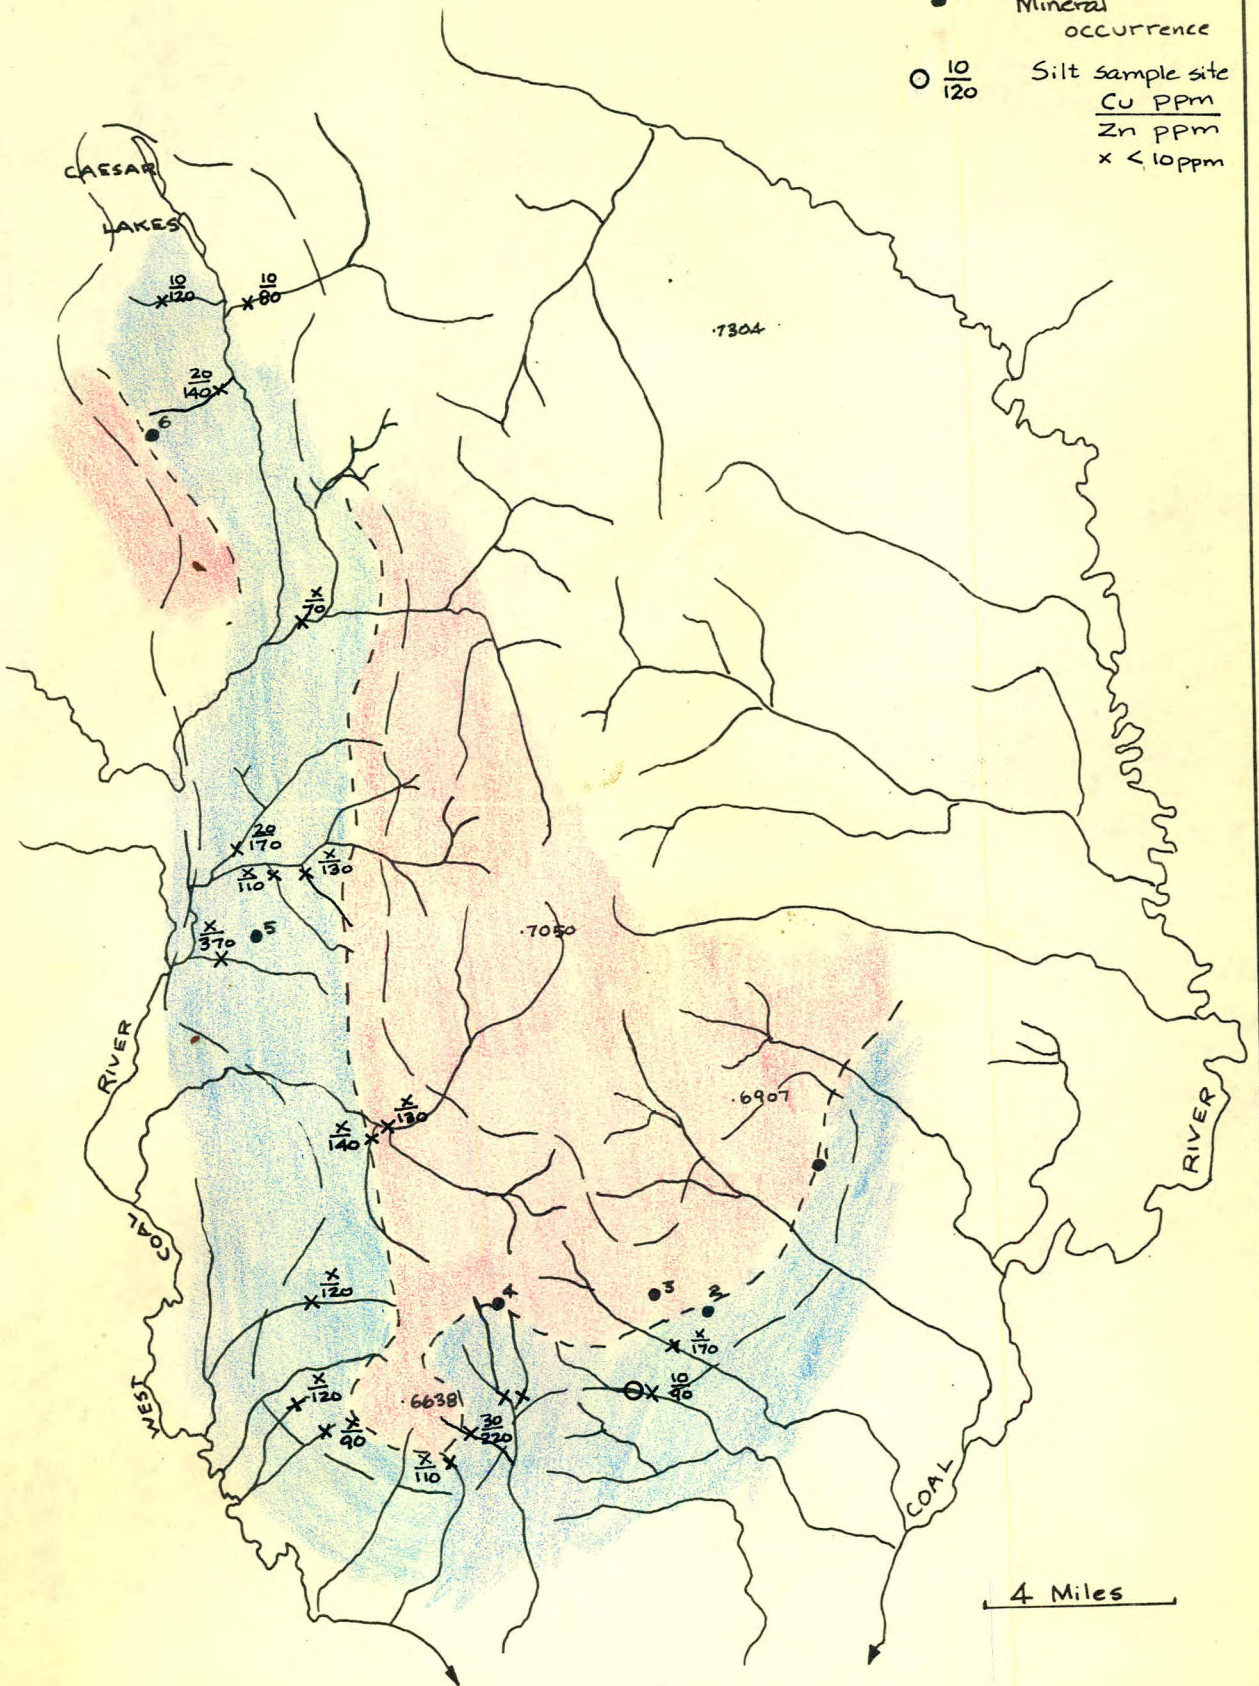 Mineral
occurrence
10
120
Silt sample site
Cu ppm
Zn ppm
x < 10ppm
CAESAR
LAKES
10
120
10
80
·7304
20
140
6
x
70
20
170
x
110
x
130
x
370
5
·7050
RIVER
·6907
x
130
x
140
RIVER
COAL
x
120
4
3
2
x
170
WEST
x
120
·6638
10
90
x
90
30
220
x
110
COAL
4 Miles